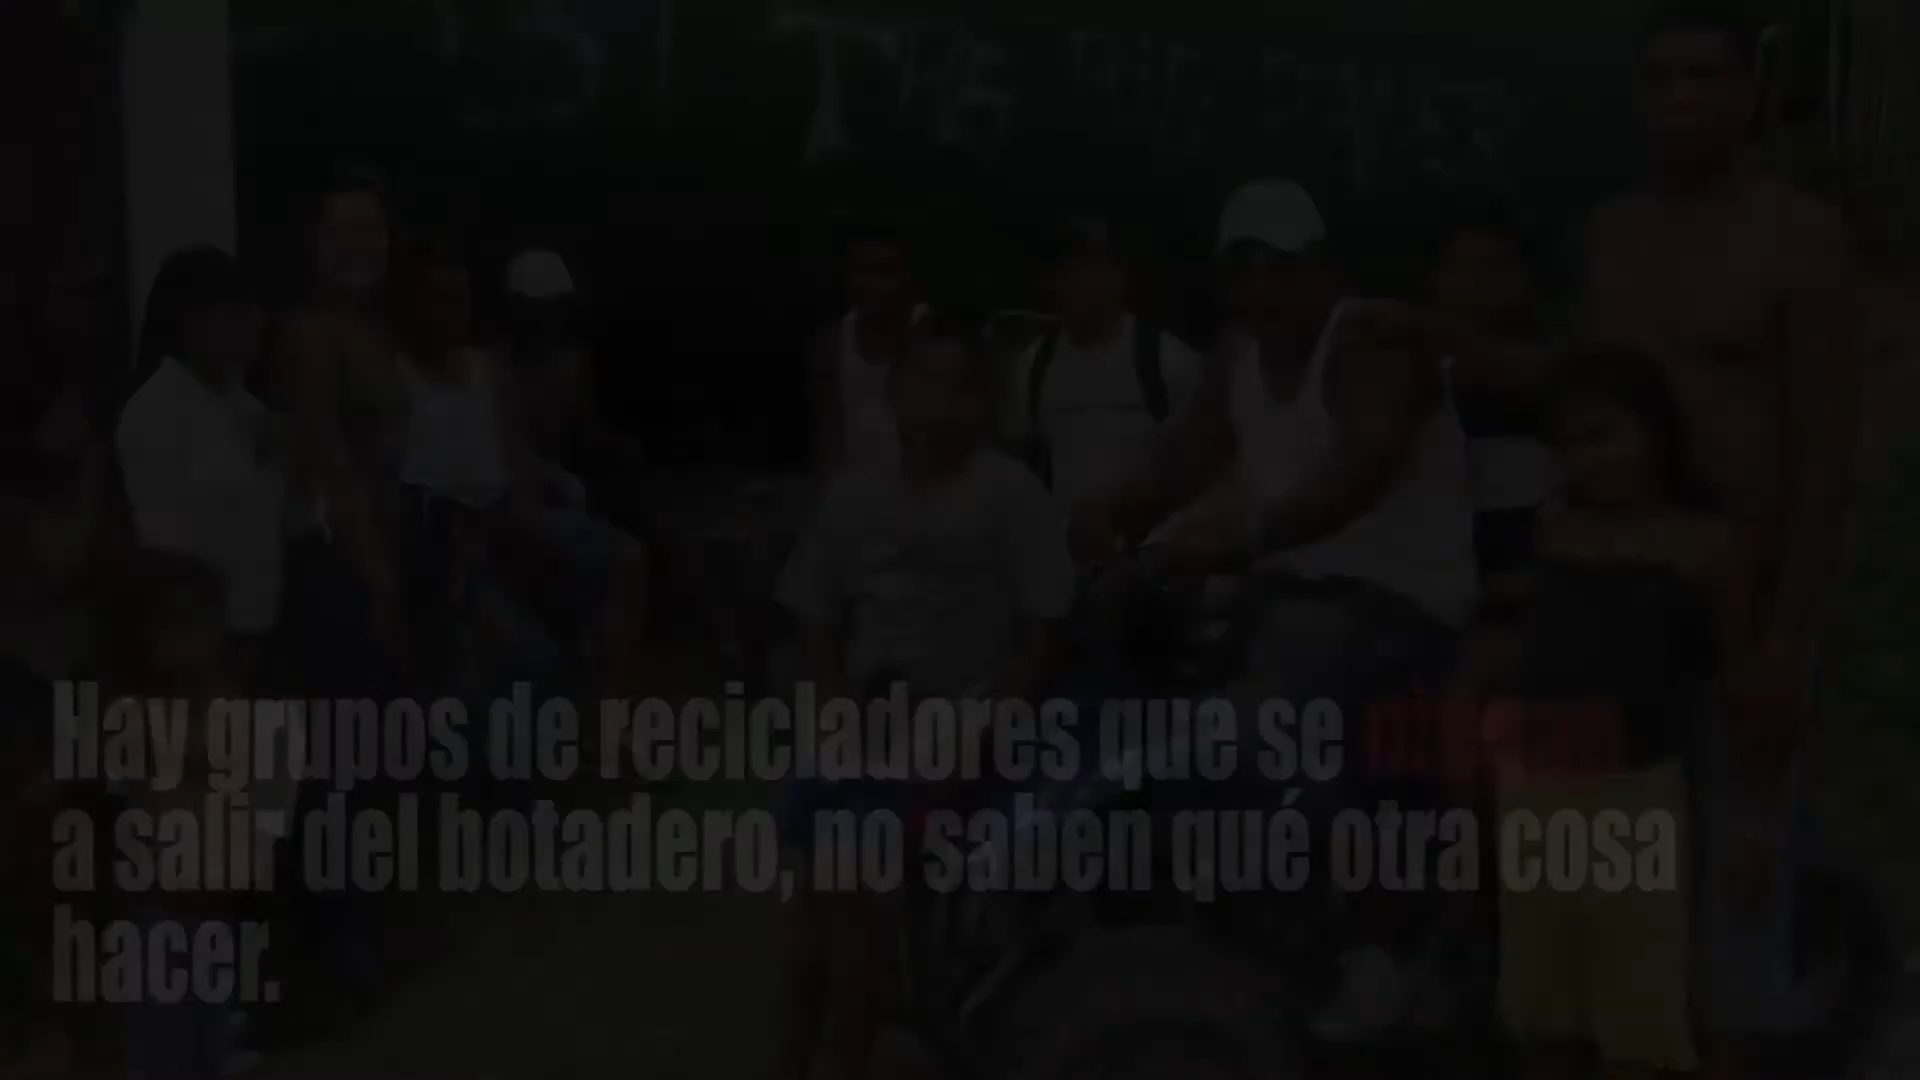 Hay grupos de recicladores que se
a salir del botadero, no saben qué otra cosa
hacer.